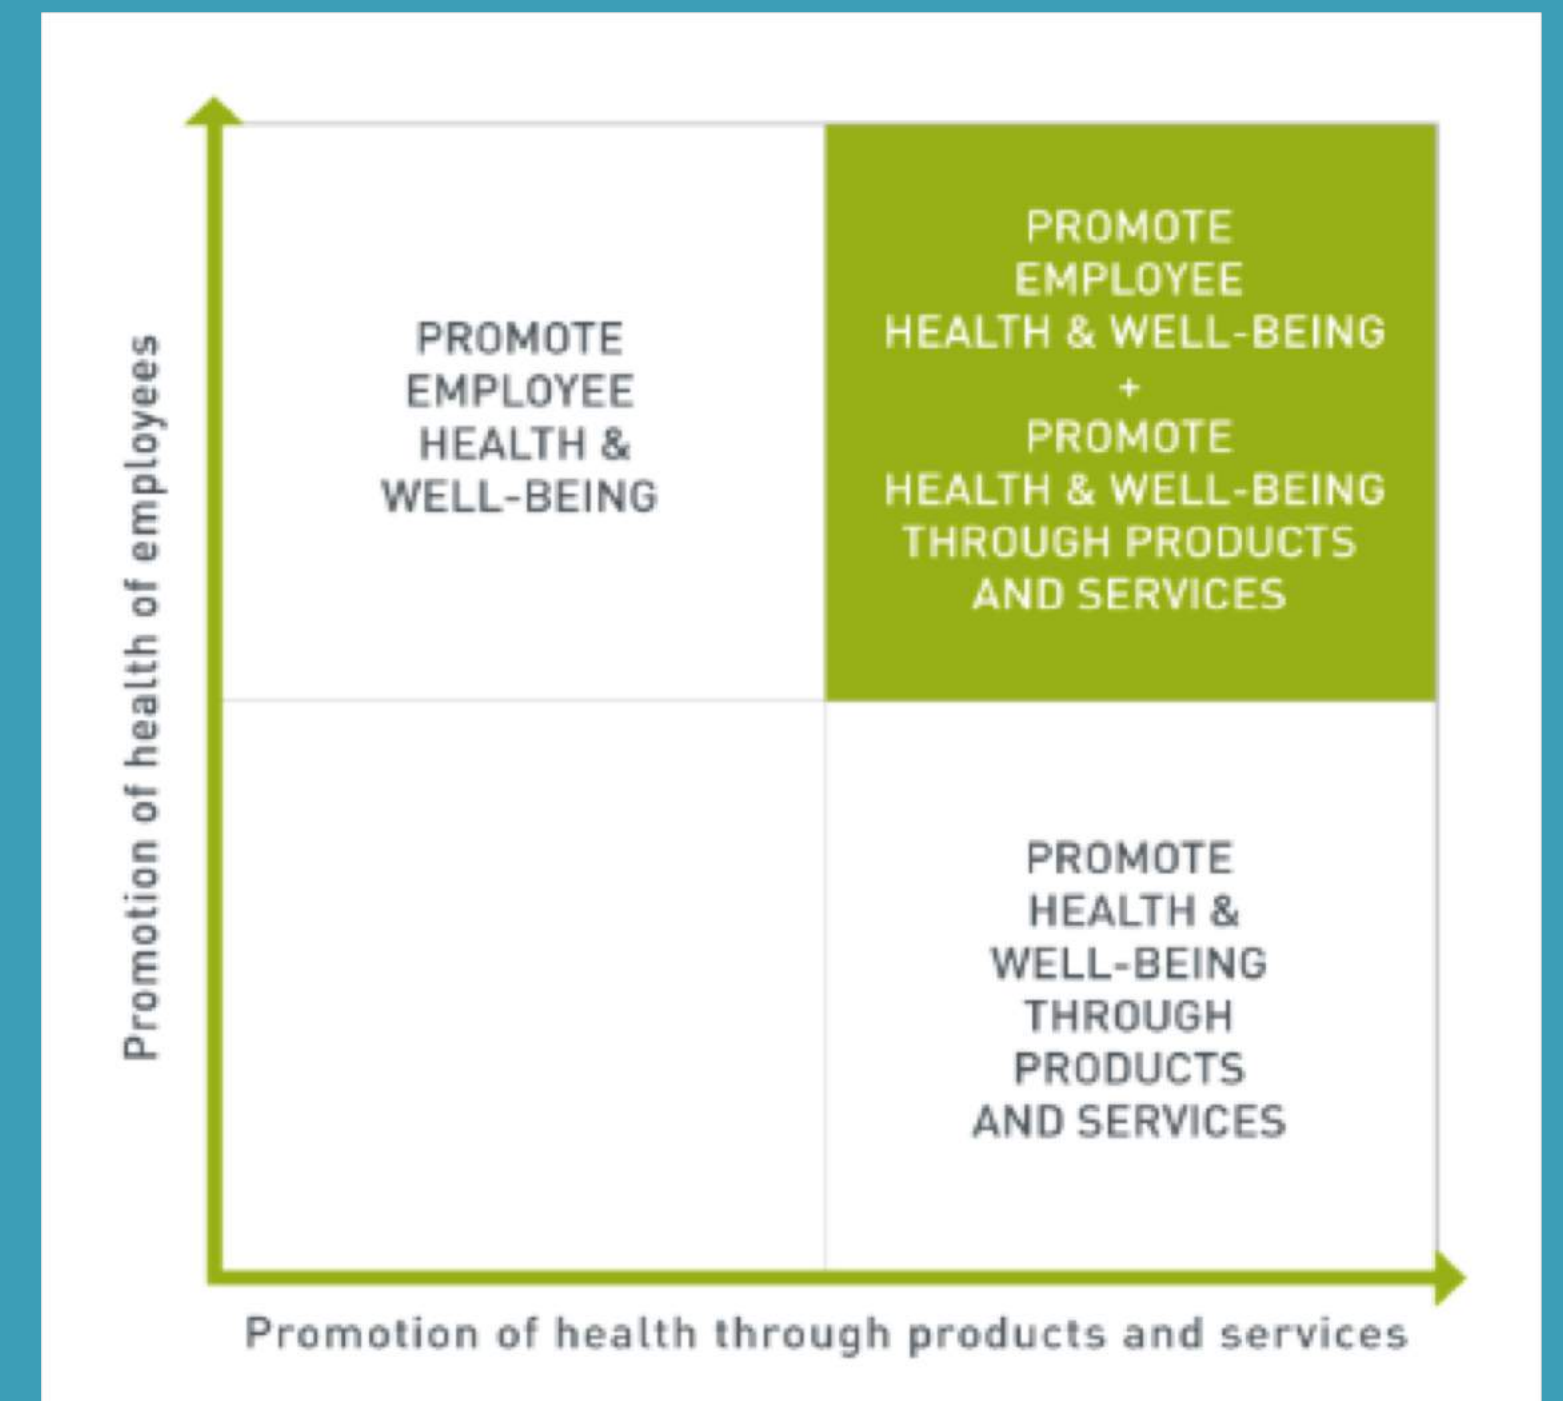 Promotion of health of employees
PROMOTE
EMPLOYEE
HEALTH &
WELL-BEING
PROMOTE
EMPLOYEE
HEALTH & WELL-BEING
+
PROMOTE
HEALTH & WELL-BEING
THROUGH PRODUCTS
AND SERVICES
PROMOTE
HEALTH &
WELL-BEING
THROUGH
PRODUCTS
AND SERVICES
Promotion of health through products and services